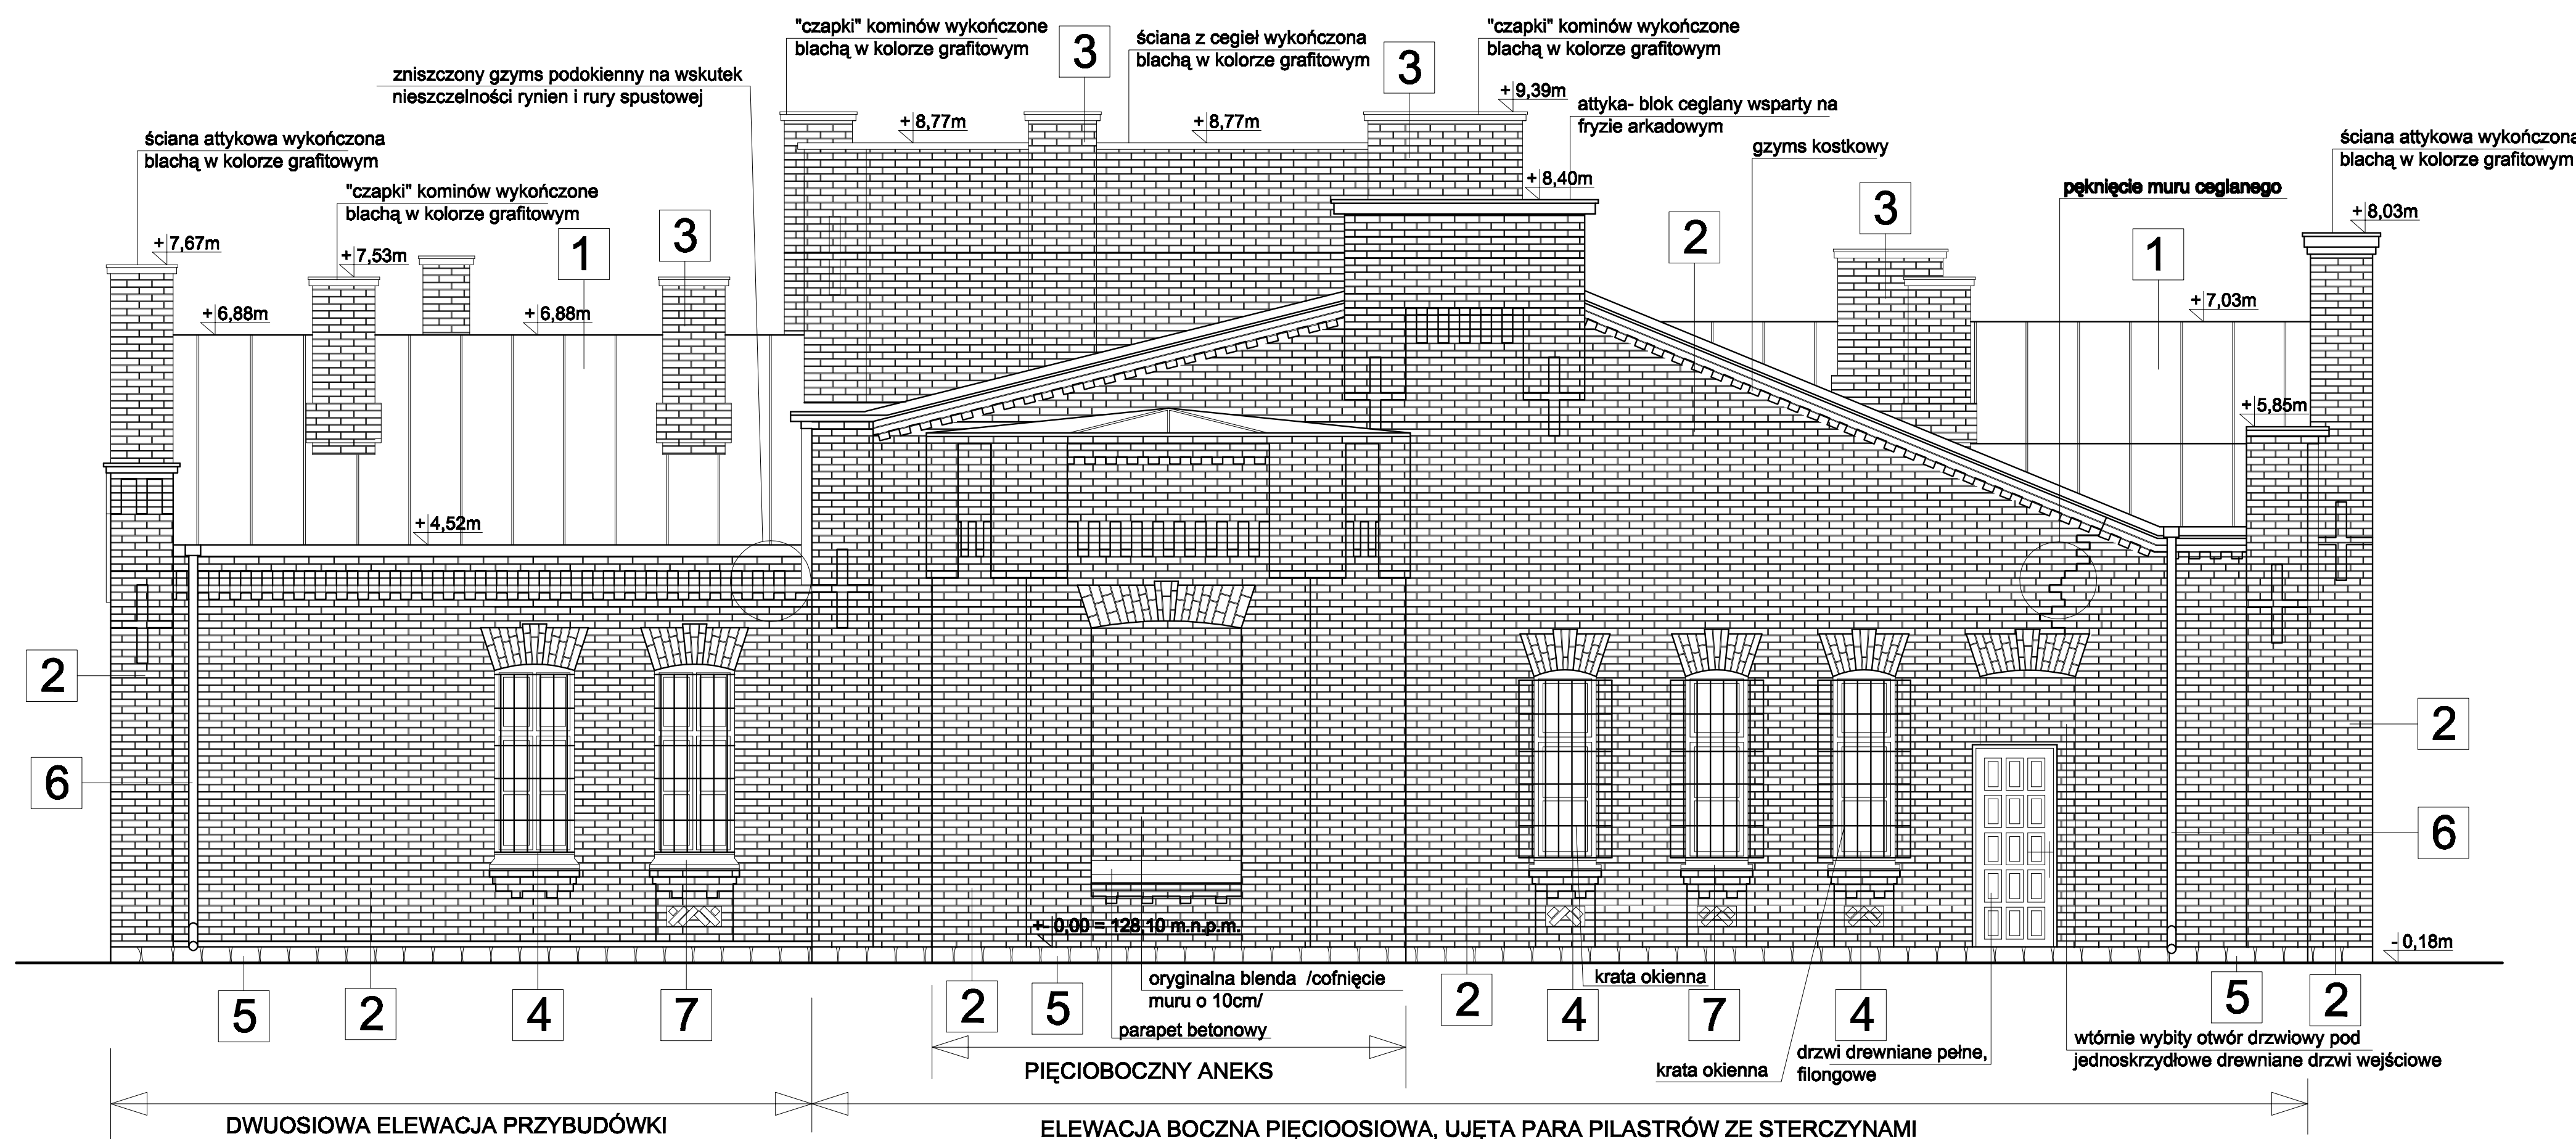 "czapki" kominów wykończone
blachą w kolorze grafitowym
3
ściana z cegieł wykończona
blachą w kolorze grafitowym
3
"czapki" kominów wykończone
blachą w kolorze grafitowym
zniszczony gzyms podokienny na wskutek
nieszczelności rynien i rury spustowej
+9,39m
attyka- blok ceglany wsparty na
fryzie arkadowym
+8,77m
+8,77m
ściana attykowa wykończona
blachą w kolorze grafitowym
gzyms kostkowy
ściana attykowa wykończona
blachą w kolorze grafitowym
"czapki" kominów wykończone
blachą w kolorze grafitowym
+8,40m
pęknięcie muru ceglanego
3
+8,03m
+7,67m
+7,53m
1
3
2
1
+7,03m
+6,88m
+6,88m
+5,85m
+4,52m
2
2
6
6
+- 0,00 = 128,10 m.n.p.m.
- 0,18m
5
2
4
7
2
5
oryginalna blenda /cofnięcie
muru o 10cm/
parapet betonowy
2
4
krata okienna
7
4
5
2
krata okienna
drzwi drewniane pełne,
filongowe
wtórnie wybity otwór drzwiowy pod
jednoskrzydłowe drewniane drzwi wejściowe
PIĘCIOBOCZNY ANEKS
DWUOSIOWA ELEWACJA PRZYBUDÓWKI
ELEWACJA BOCZNA PIĘCIOOSIOWA, UJĘTA PARA PILASTRÓW ZE STERCZYNAMI